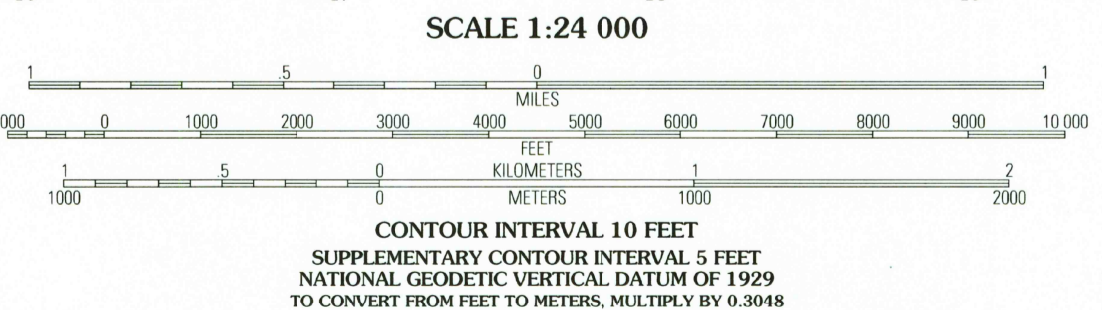 SCALE 1:24 000
1 .5 0 1
MILES
000 0 1000 2000 3000 4000 5000 6000 7000 8000 9000 10 000
FEET
1 .5 0 KILOMETERS 1 2
1000 0 METERS 1000 2000
CONTOUR INTERVAL 10 FEET
SUPPLEMENTARY CONTOUR INTERVAL 5 FEET
NATIONAL GEODETIC VERTICAL DATUM OF 1929
TO CONVERT FROM FEET TO METERS, MULTIPLY BY 0.3048